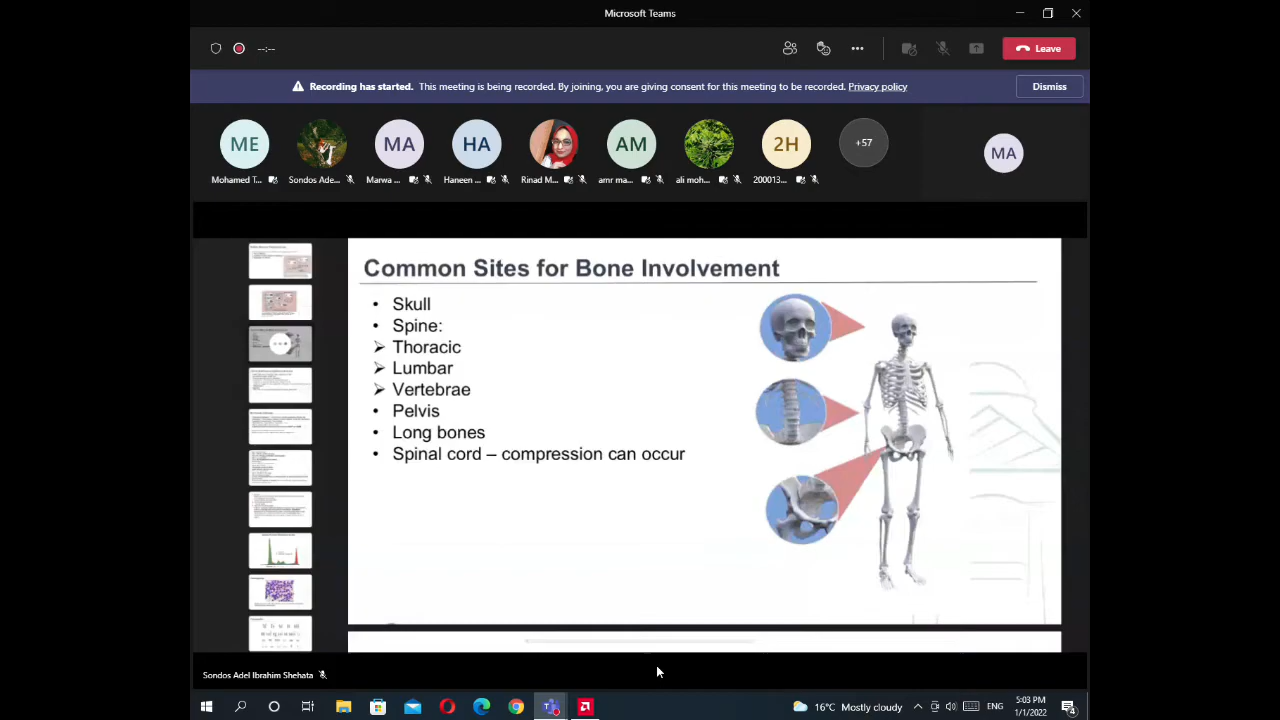 Microsoft Teams
--:--
Leave
Recording has started. This meeting is being recorded. By joining, you are giving consent for this meeting to be recorded. Privacy policy
Dismiss
ME
MA
HA
AM
2H
+57
MA
Mohamed T...
Sondos Ade...
Marwa ...
Haneen ...
Rinad M...
amr ma...
ali moh...
200013...
Common Sites for Bone Involvement
• Skull
• Spine:
➢ Thoracic
➢ Lumbar
➢ Vertebrae
• Pelvis
• Long bones
• Spinal cord – compression can occur
Sondos Adel Ibrahim Shehata
16°C Mostly cloudy
ENG
5:03 PM
1/1/2022
4